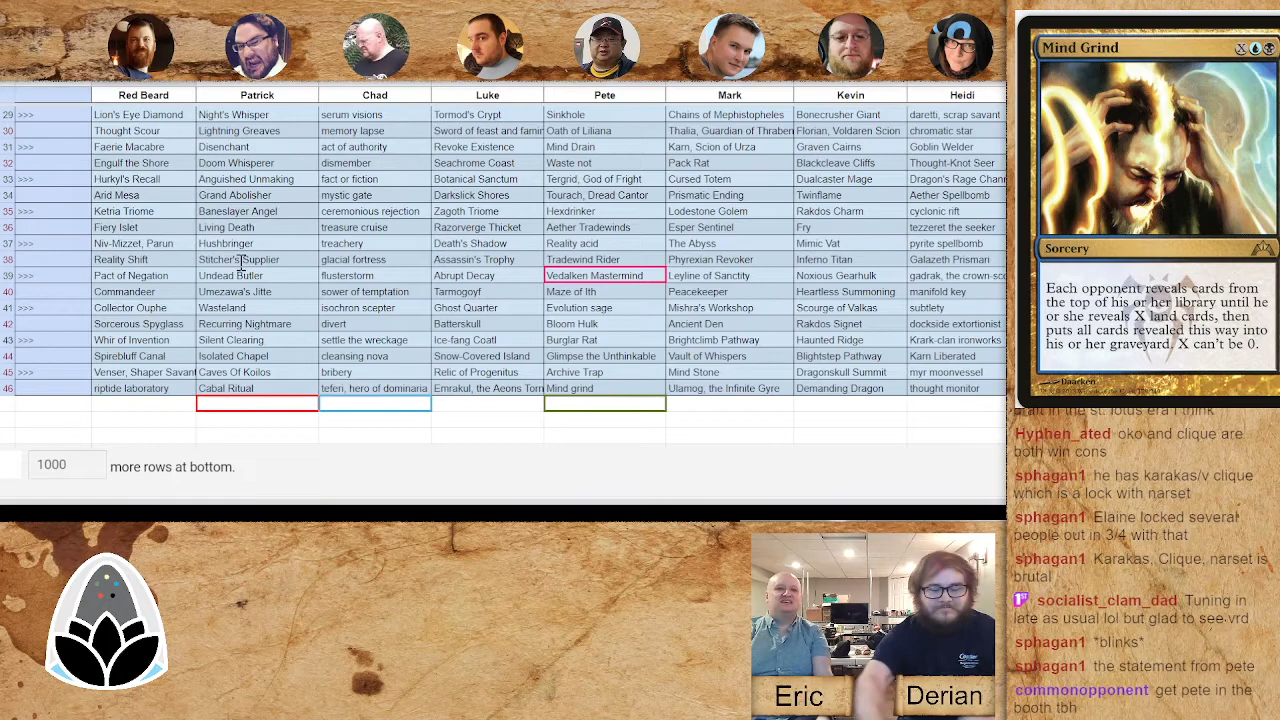 Red Beard Patrick Chad Luke Pete Mark Kevin Heidi
29 >>> Lion's Eye Diamond Night's Whisper serum visions Tormod's Crypt Sinkhole Chains of Mephistopheles Bonecrusher Giant daretti, scrap savant
30 Thought Scour Lightning Greaves memory lapse Sword of feast and famin Oath of Liliana Thalia, Guardian of Thraben Florian, Voldaren Scion chromatic star
31 >>> Faerie Macabre Disenchant act of authority Revoke Existence Mind Drain Karn, Scion of Urza Graven Cairns Goblin Welder
32 Engulf the Shore Doom Whisperer dismember Seachrome Coast Waste not Pack Rat Blackcleave Cliffs Thought-Knot Seer
33 >>> Hurkyl's Recall Anguished Unmaking fact or fiction Botanical Sanctum Tergrid, God of Fright Cursed Totem Dualcaster Mage Dragon's Rage Chann
34 Arid Mesa Grand Abolisher mystic gate Darkslick Shores Tourach, Dread Cantor Prismatic Ending Twinflame Aether Spellbomb
35 >>> Ketria Triome Baneslayer Angel ceremonious rejection Zagoth Triome Hexdrinker Lodestone Golem Rakdos Charm cyclonic rift
36 Fiery Islet Living Death treasure cruise Razorverge Thicket Aether Tradewinds Esper Sentinel Fry tezzeret the seeker
37 >>> Niv-Mizzet, Parun Hushbringer treachery Death's Shadow Reality acid The Abyss Mimic Vat pyrite spellbomb
38 Reality Shift Stitcher's Supplier glacial Assassin's Trophy Tradewind Rider Phyrexian Revoker Inferno Titan Galazeth Prismari
39 >>> Pact of Negation Undead Butler flusterstorm Abrupt Decay Vedalken Mastermind Leyline of Sanctity Noxious Gearhulk gadrak, the crown-sco
40 Commandeer Umezawa's Jitte ower of temptation Tarmogoyf Maze of Ith Peacekeeper Heartless Summoning manifold key
41 >>> Collector Ouphe Wasteland isochron scepter Ghost Quarter Evolution sage Mishra's Workshop Scourge of Valkas subtlety
42 Sorcerous Spyglass Recurring Nightmare divert Batterskull Bloom Hulk Ancient Den Rakdos Signet dockside extortionist
43 >>> Whir of Invention Silent Clearing settle the wreckage Ice-fang Coatl Burglar Rat Brightclimb Pathway Haunted Ridge Krark-clan ironworks
44 Spirebluff Canal Isolated Chapel cleansing nova Snow-Covered Island Glimpse the Unthinkable Vault of Whispers Blightstep Pathway Karn Liberated
45 >>> Venser, Shaper Savant Caves Of Koilos bribery Relic of Progenitus Archive Trap Mind Stone Dragonskull Summit myr moonvessel
46 riptide laboratory Cabal Ritual teferi, hero of dominaria Emrakul, the Aeons Torn Mind grind Ulamog, the Infinite Gyre Demanding Dragon thought monitor
1000 more rows at bottom.
Mind Grind X
Sorcery
Each opponent reveals cards from
the top of his or her library until he
or she reveals X land cards, then
puts all cards revealed this way into
his or her graveyard. X can't be 0.
Daarken
draft in the st. lotus era I think
Hyphen_ated oko and clique are
both win cons
sphagan1 he has karakas/v clique
which is a lock with narset
sphagan1 Elaine locked several
people out in 3/4 with that
sphagan1 Karakas, Clique, narset is
brutal
socialist_clam_dad Tuning in
late as usual lol but glad to see vrd
sphagan1 *blinks*
sphagan1 the statement from pete
commonopponent get pete in the
booth tbh
Eric
Derian